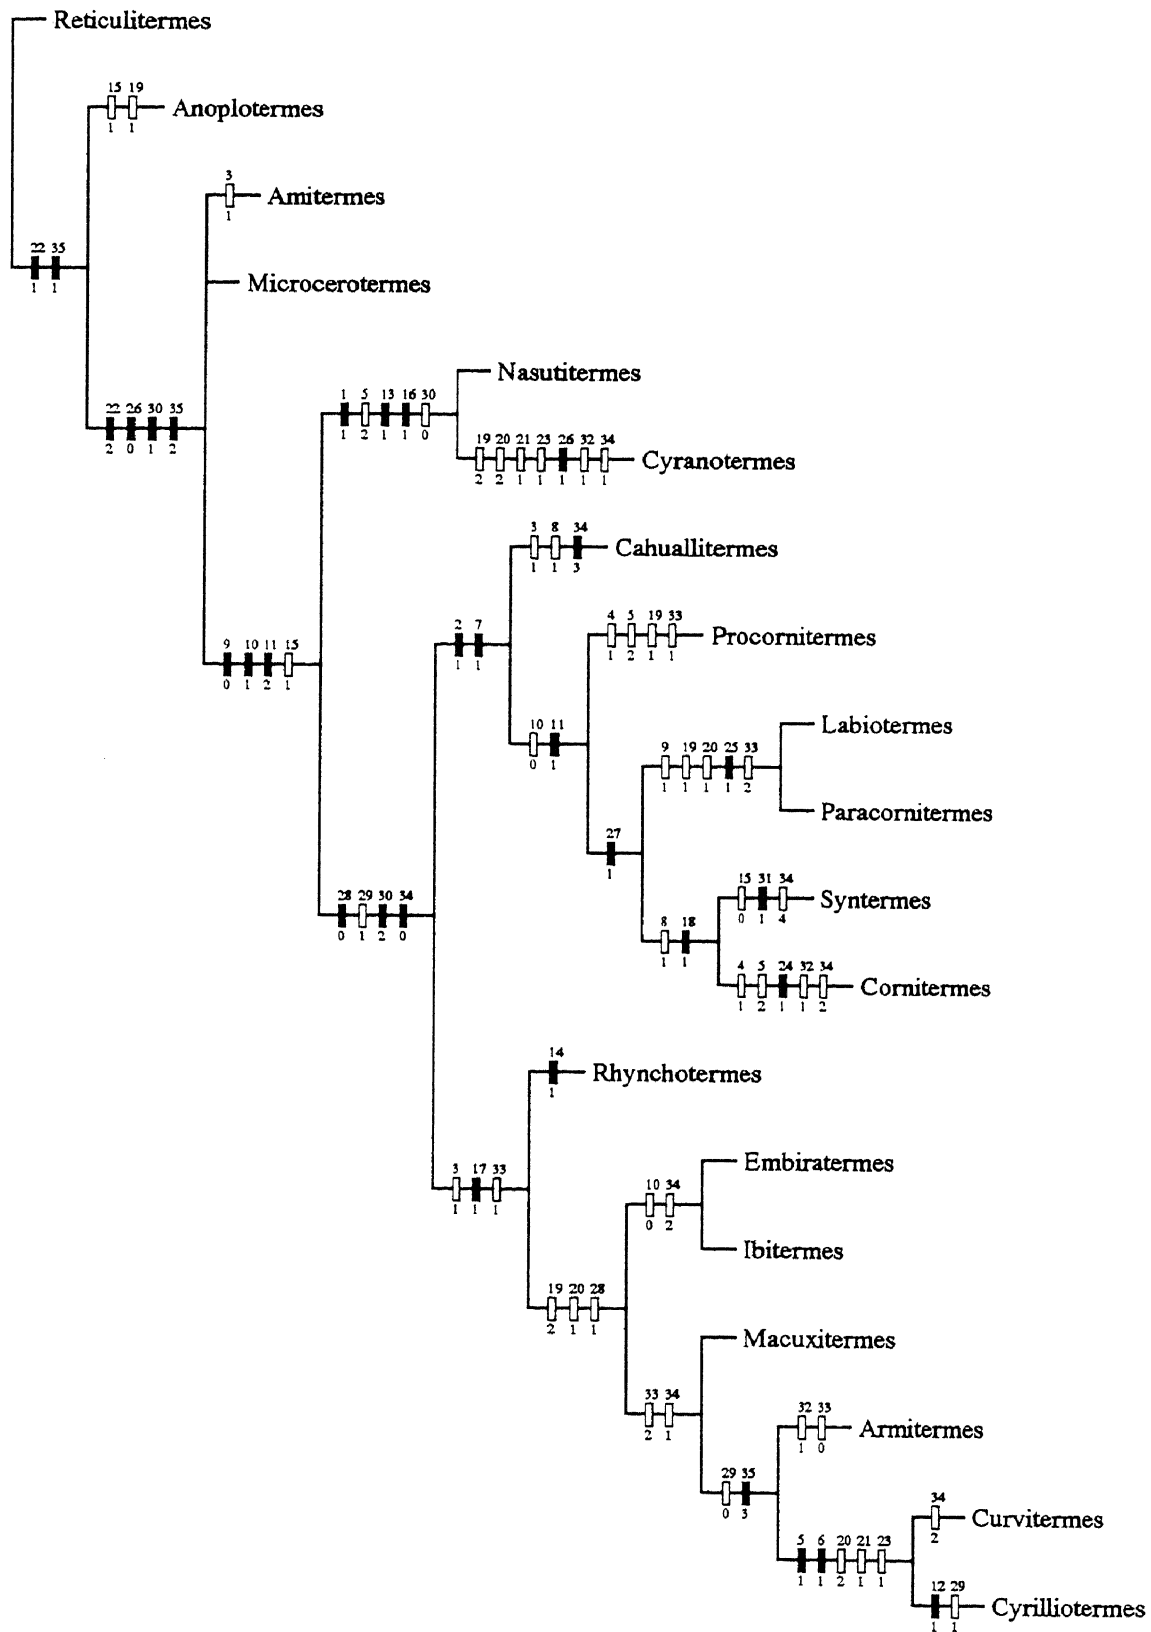 Reticulitermes
15 19
Anoplotermes
1 1
3
Amitermes
1
22 35
1 1
Microcerotermes
Nasutitermes
1 5 13 16 30
1 2 1 1 0
22 26 30 35
2 0 1 2
19 20 21 23 26 32 34
Cyranotermes
2 2 1 1 1 1 1
3 8 34
Cahuallitermes
1 1 3
4 5 19 33
Procornitermes
1 2 1 1
2 7
1 1
9 10 11 15
0 1 2 1
Labiotermes
10 11
0 1
9 19 20 25 33
1 1 1 1 2
Paracornitermes
27
1
15 31 34
Syntermes
0 1 4
28 29 30 34
0 1 2 0
8 18
1 1
4 5 24 32 34
Cornitermes
1 2 1 1 2
14
Rhynchotermes
1
Embiratermes
3 17 33
1 1 1
10 34
0 2
Ibitermes
19 20 28
2 1 1
Macuxitermes
33 34
2 1
32 33
Armitermes
1 0
29 35
0 3
34
Curvitermes
2
5 6 20 21 23
1 1 2 1 1
12 29
Cyrilliotermes
1 1